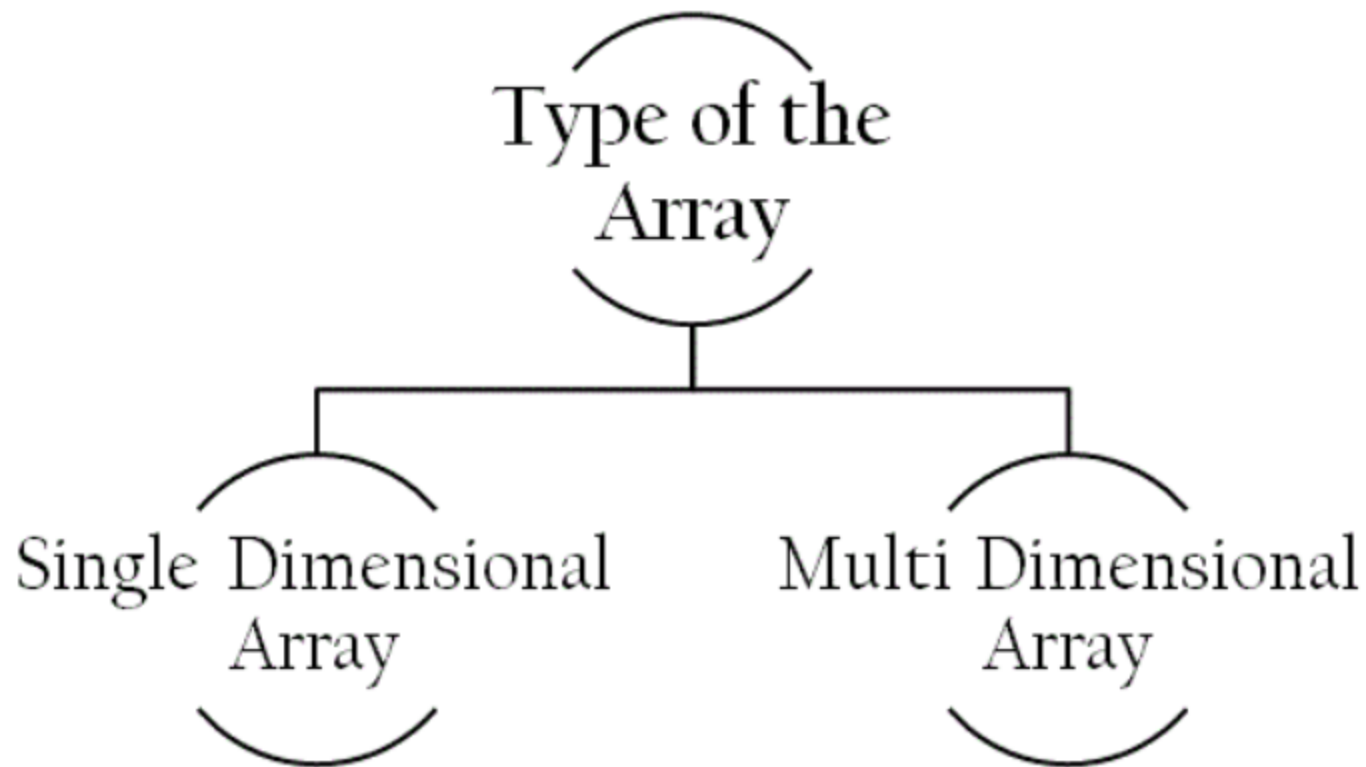 Type of the
Array
Single Dimensional
Array
Multi Dimensional
Array